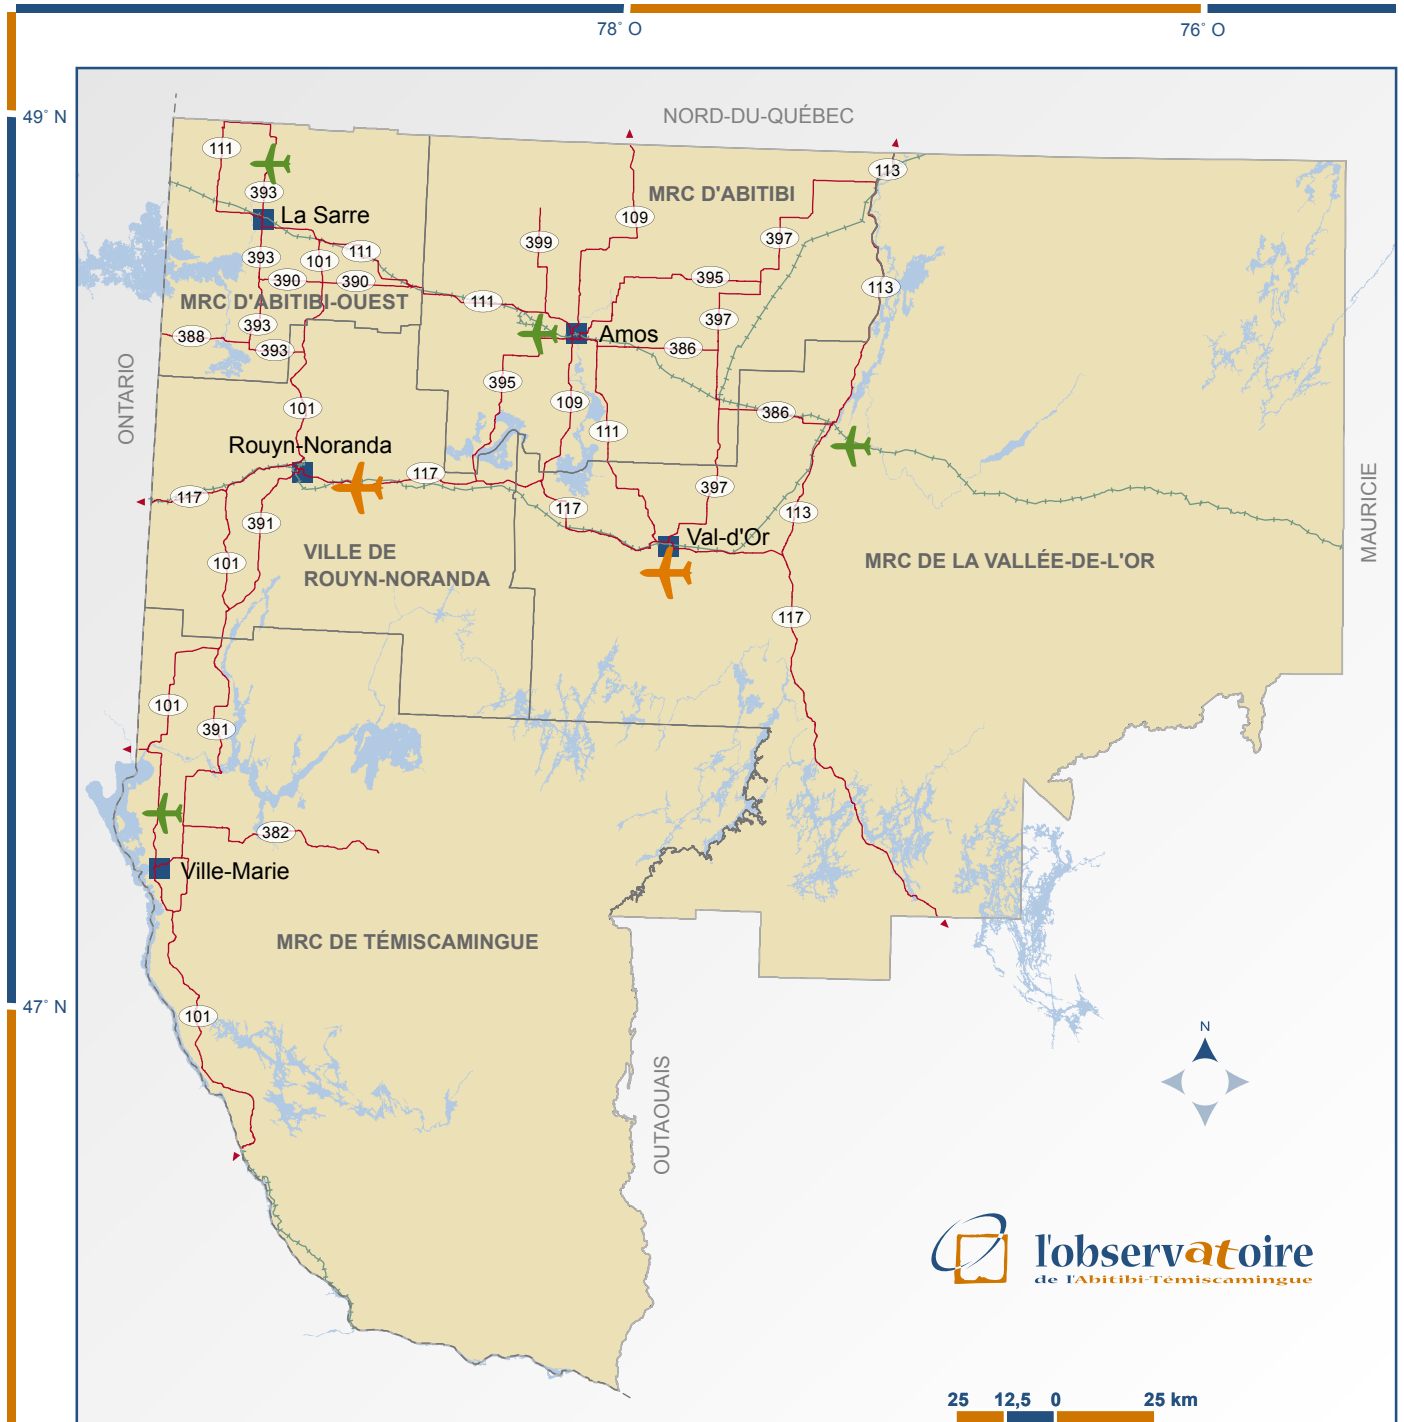 78° O
76° O
49° N
NORD-DU-QUÉBEC
111
113
393
MRC D'ABITIBI
La Sarre
109
399
397
393
101
111
390
390
395
113
MRC D'ABITIBI-OUEST
111
393
397
388
Amos
393
386
ONTARIO
395
109
101
386
111
Rouyn-Noranda
117
397
117
117
113
391
MAURICIE
Val-d'Or
VILLE DE
ROUYN-NORANDA
101
MRC DE LA VALLÉE-DE-L'OR
117
101
391
382
Ville-Marie
MRC DE TÉMISCAMINGUE
47° N
101
N
OUTAOUAIS
l'observatoire
de l'Abitibi-Témiscamingue
25 12,5 0 25 km